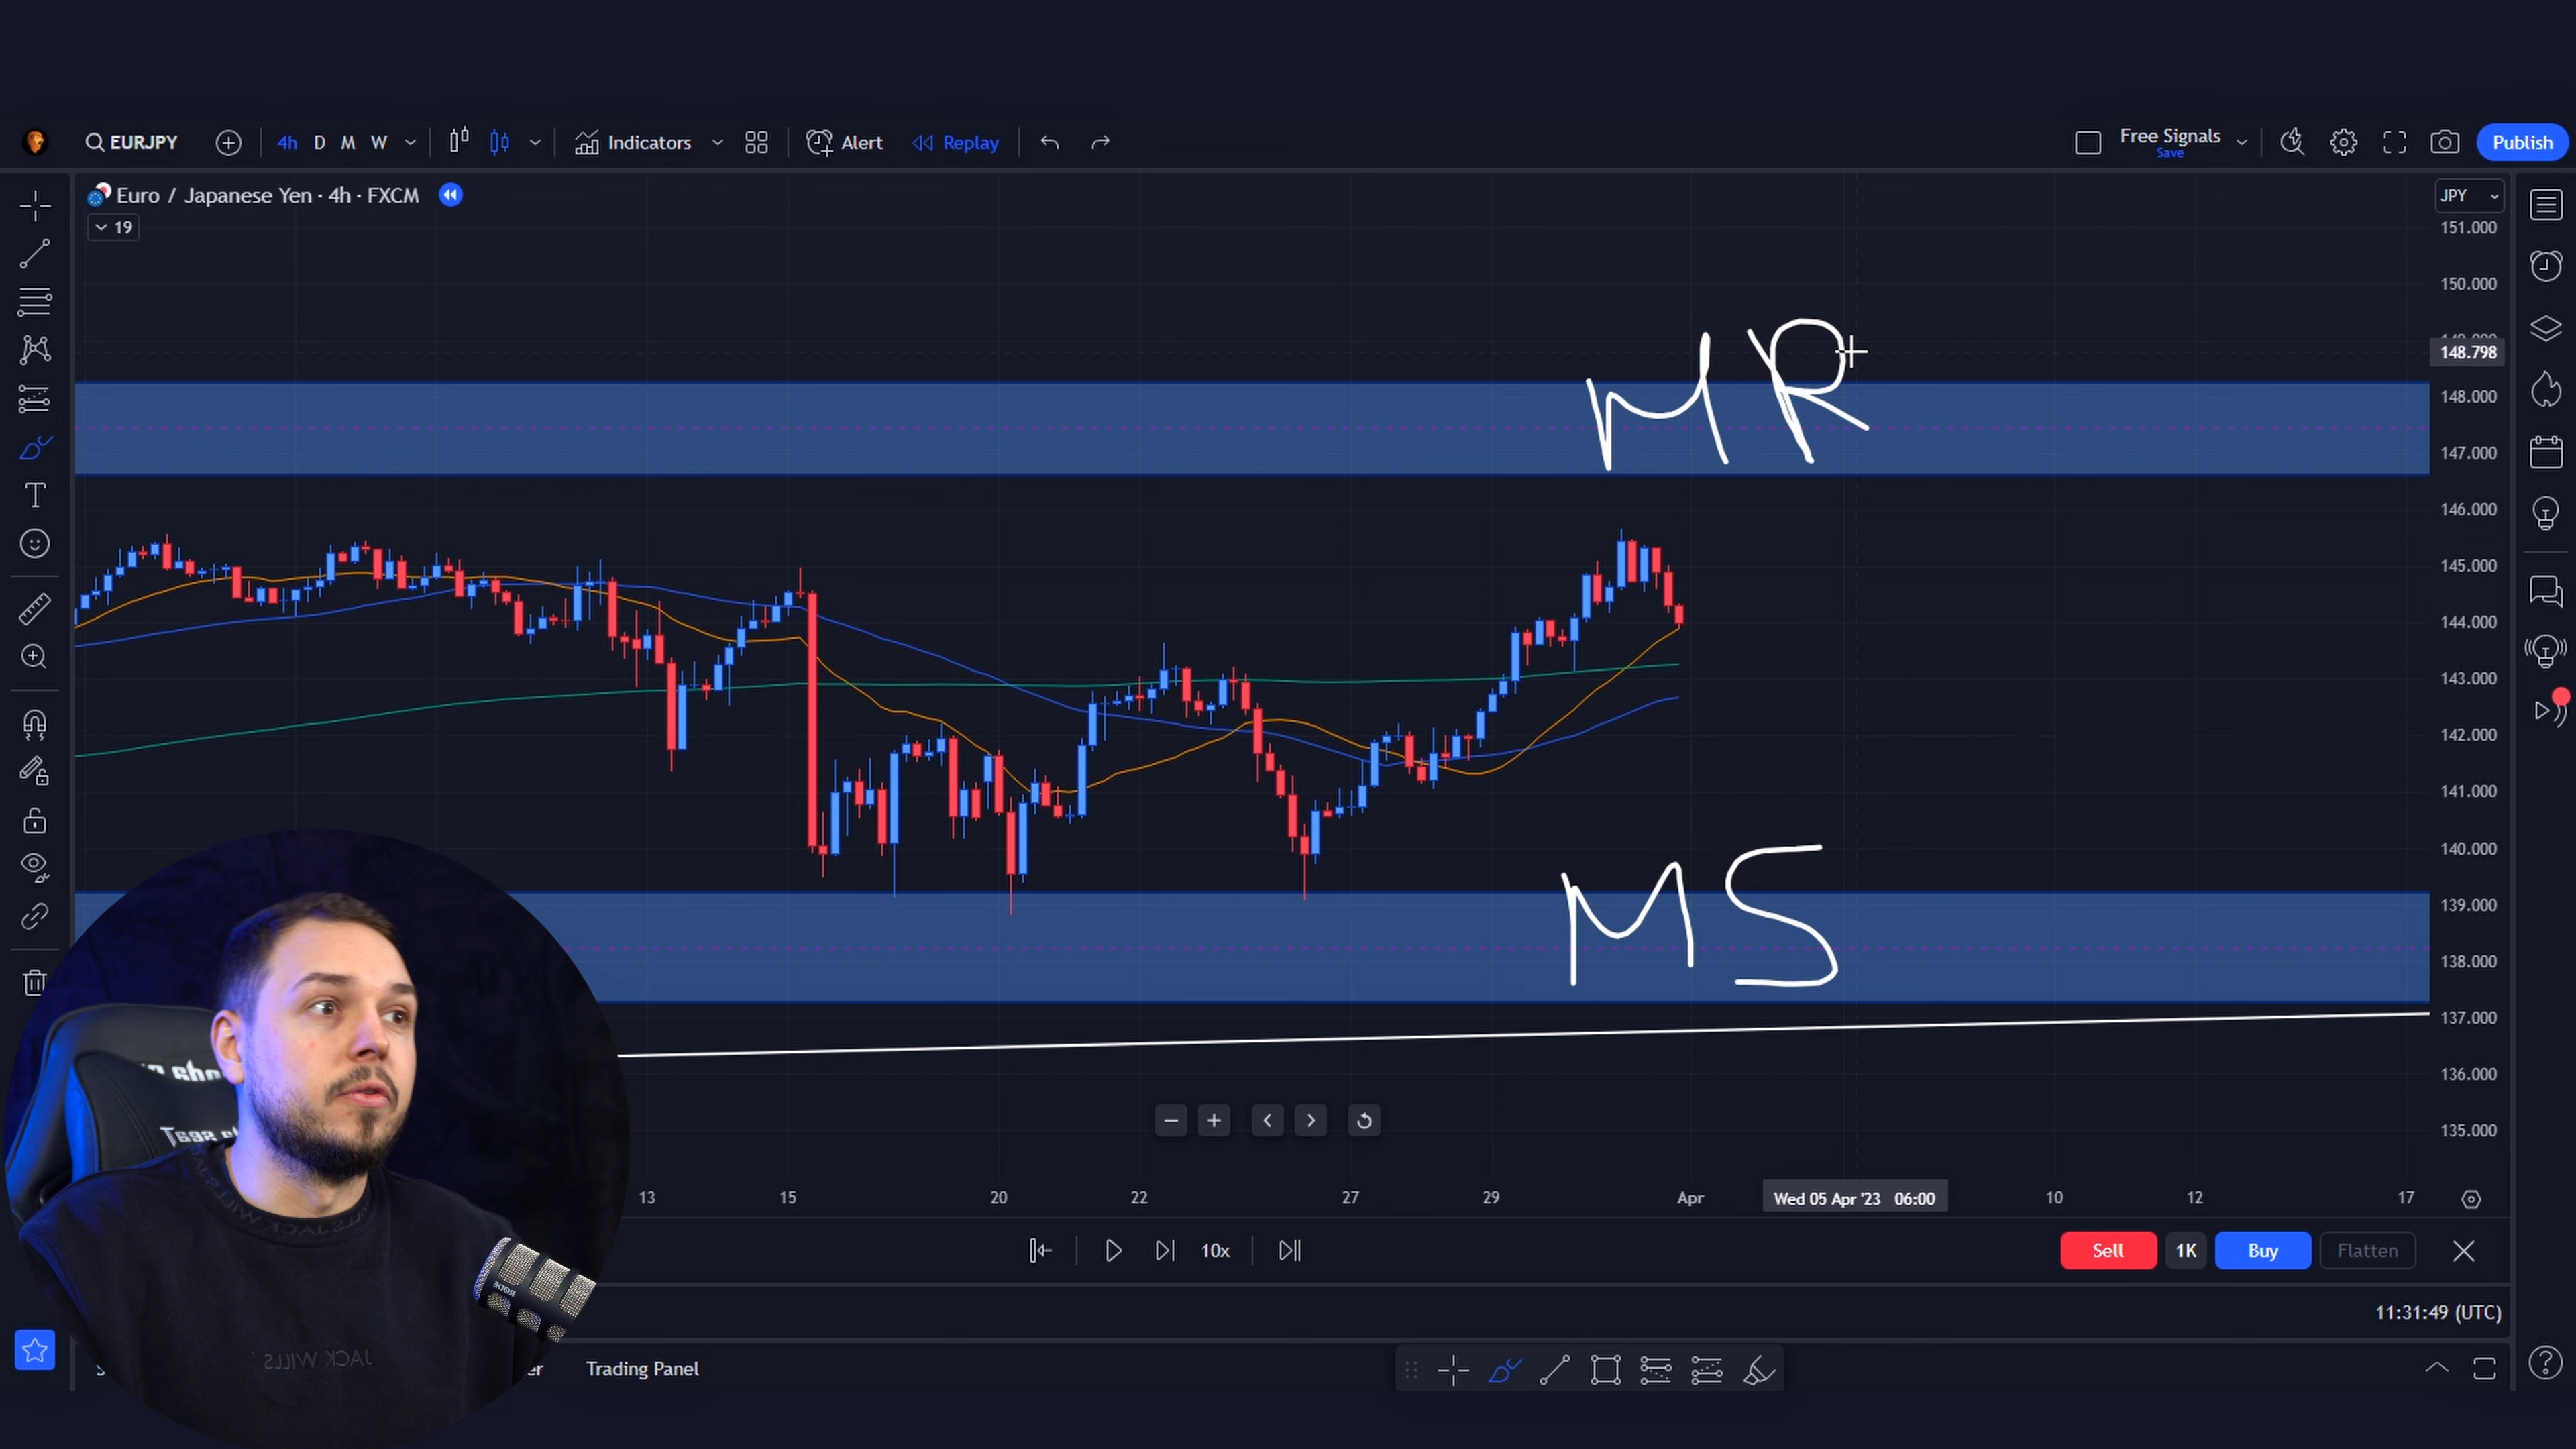 EURJPY 4h D M W Indicators Alert Replay Free Signals Publish
Save
Euro / Japanese Yen · 4h · FXCM JPY
19
151.000
150.000
148.798
148.000
147.000
146.000
145.000
144.000
143.000
142.000
141.000
140.000
139.000
138.000
137.000
136.000
135.000
MR
MS
13 15 20 22 27 29 Apr Wed 05 Apr '23 06:00 10 12 17
10x Sell 1K Buy Flatten
11:31:49 (UTC)
Trading Panel
RODE
JACK WILLS